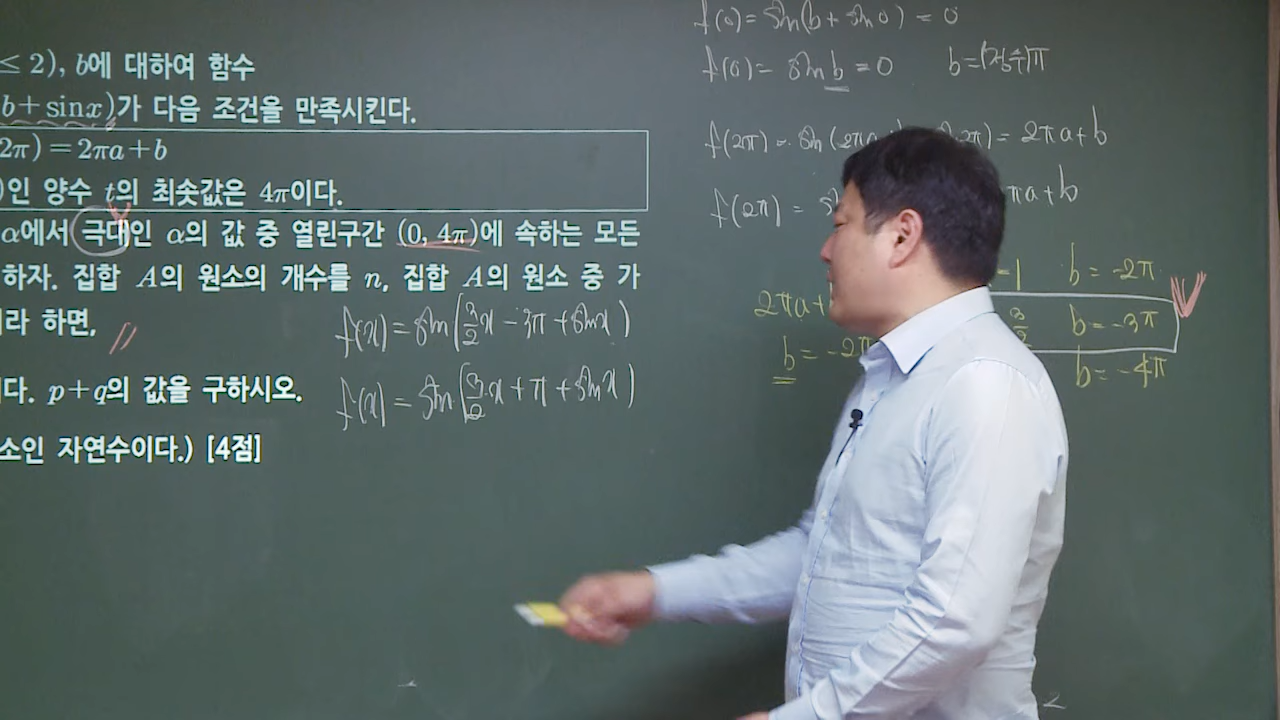 ≤ 2), b에 대하여 함수
b+sinx)가 다음 조건을 만족시킨다.
2π) = 2πa+b
)인 양수 t의 최솟값은 4π이다.
α에서 극대인 α의 값 중 열린구간 (0, 4π)에 속하는 모든
하자. 집합 A의 원소의 개수를 n, 집합 A의 원소 중 가
라 하면,
다. p+q의 값을 구하시오.
소인 자연수이다.) [4점]
f(x) = sin(3/2x - 3π + sinx)
f(x) = sin(3/2x + π + sinx)
f(0) = sin(b + sin0) = 0
f(0) = sin b = 0 b = (정수)π
f(2π) = sin(2πa 2π) = 2πa+b
f(2π) = πa+b
2πa+
b = -2π
=1 b = -2π
3/2 b = -3π
b = -4π